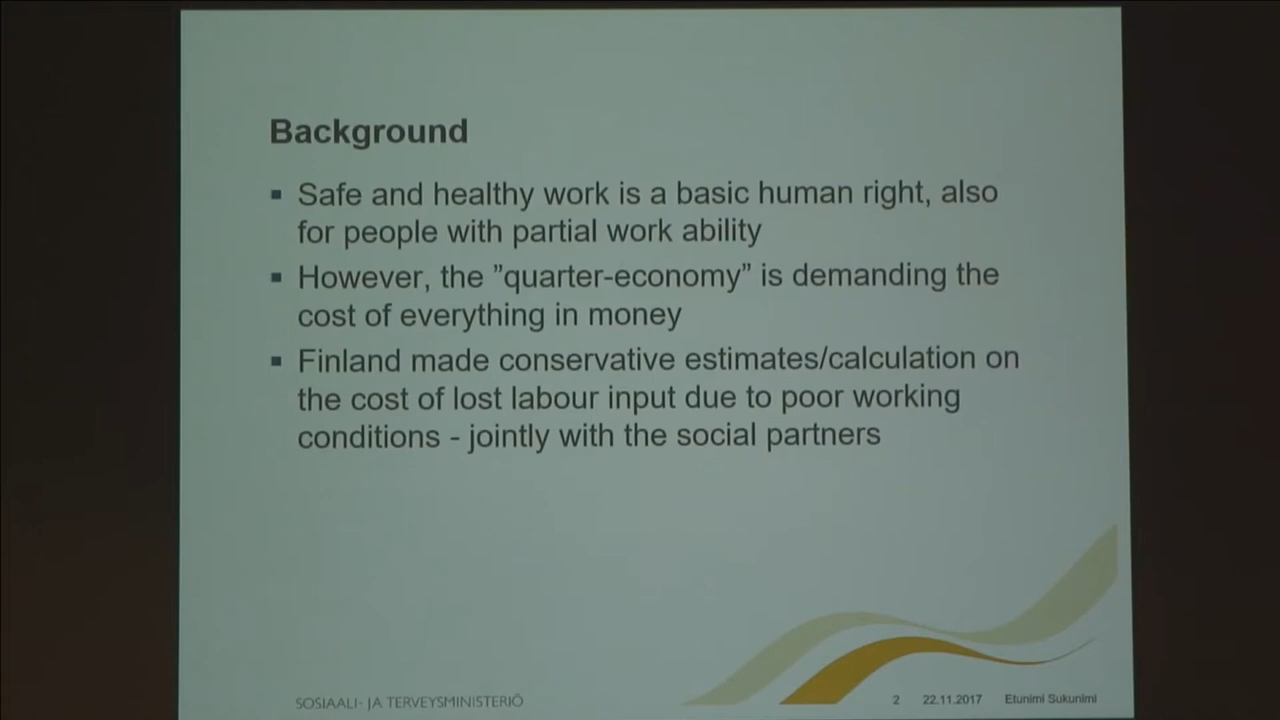 Background
▪ Safe and healthy work is a basic human right, also
for people with partial work ability
▪ However, the ”quarter-economy” is demanding the
cost of everything in money
▪ Finland made conservative estimates/calculation on
the cost of lost labour input due to poor working
conditions - jointly with the social partners
SOSIAALI- JA TERVEYSMINISTERIÖ
2 22.11.2017 Etunimi Sukunimi